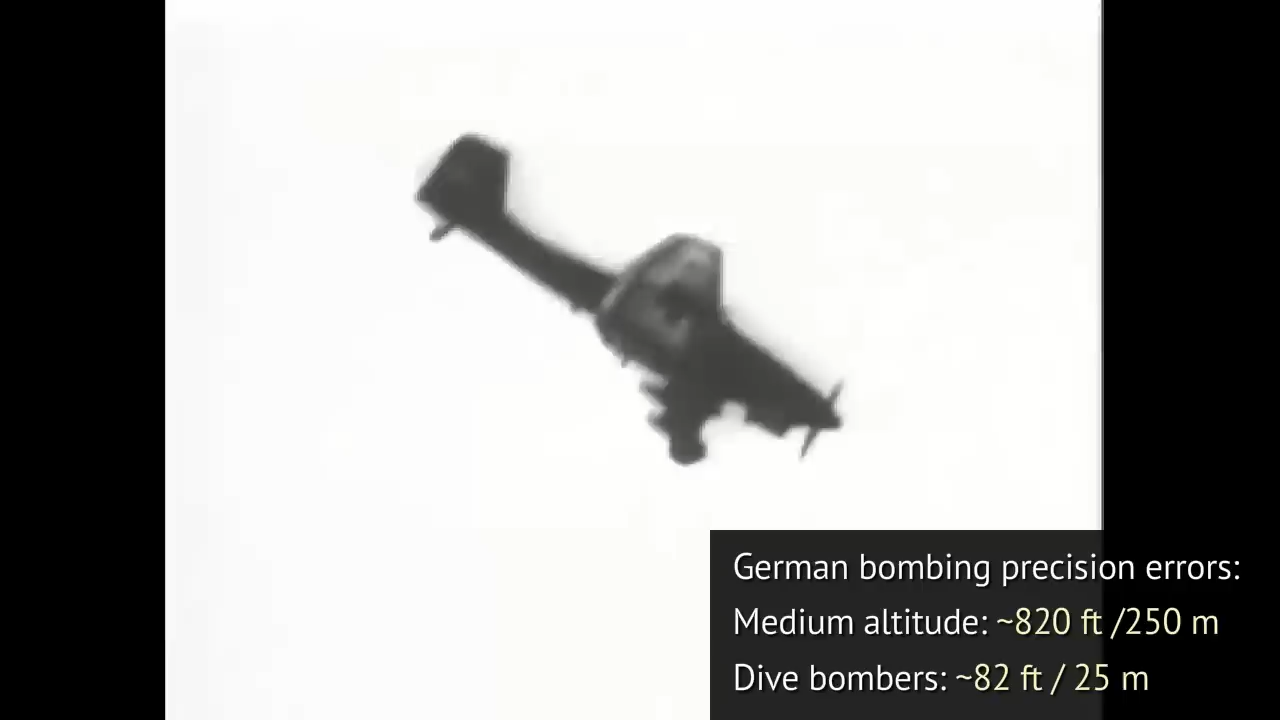 German bombing precision errors:
Medium altitude: ~820 ft /250 m
Dive bombers: ~82 ft / 25 m